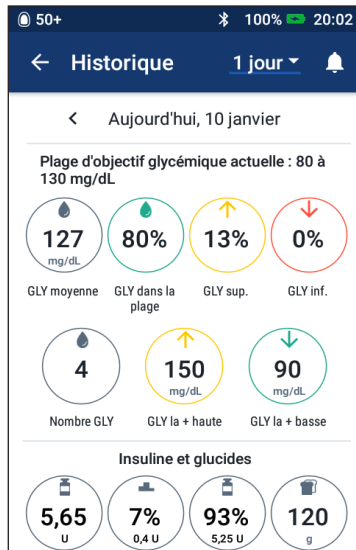 50+ 100% 20:02
Historique 1 jour
Aujourd'hui, 10 janvier
Plage d'objectif glycémique actuelle : 80 à
130 mg/dL
127 80% 13% 0%
mg/dL
GLY moyenne GLY dans la GLY sup. GLY inf.
plage
4 150 90
mg/dL mg/dL
Nombre GLY GLY la + haute GLY la + basse
Insuline et glucides
5,65 7% 93% 120
U 0,4 U 5,25 U g